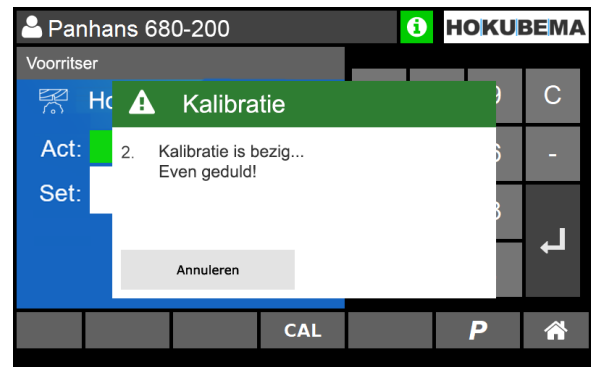 Panhans 680-200
HOKUBEMA
Voorritser
C
Kalibratie
Act:
2. Kalibratie is bezig...
Even geduld!
-
Set:
Annuleren
CAL
P